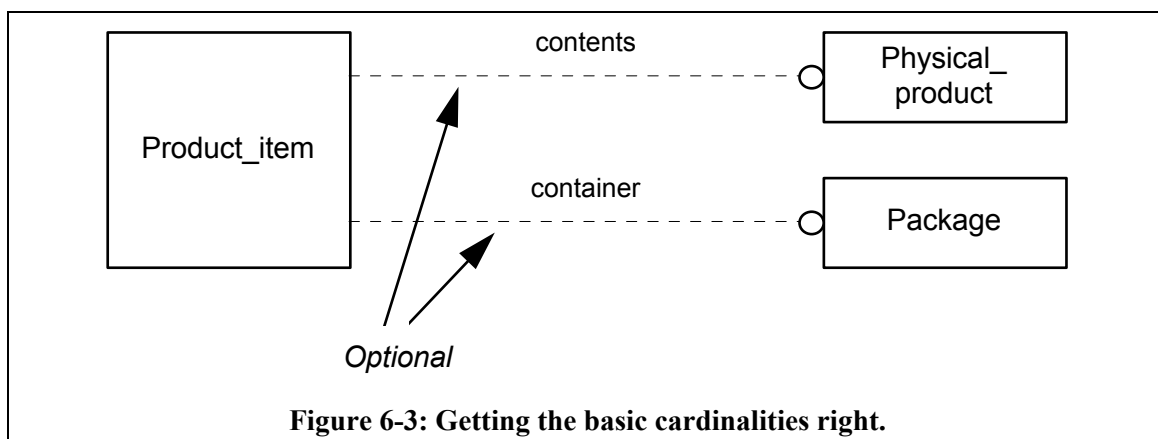 contents
Physical_
product
Product_item
container
Package
Optional
Figure 6-3: Getting the basic cardinalities right.